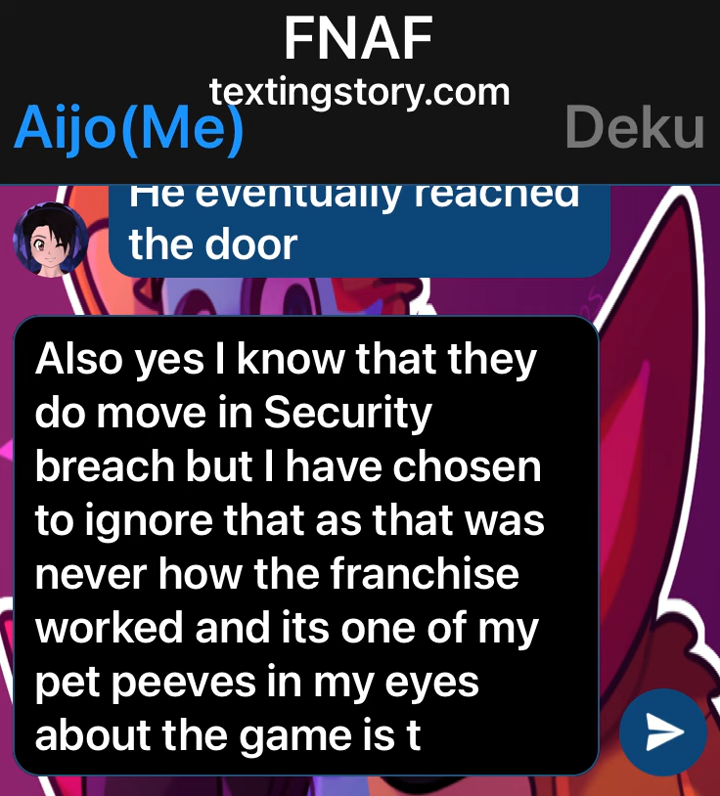 FNAF
textingstory.com
Aijo(Me)
Deku
He eventually reached
the door
Also yes I know that they
do move in Security
breach but I have chosen
to ignore that as that was
never how the franchise
worked and its one of my
pet peeves in my eyes
about the game is t